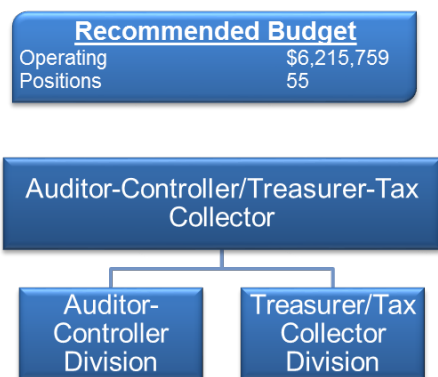 Recommended Budget
Operating $6,215,759
Positions 55
Auditor-Controller/Treasurer-Tax
Collector
Auditor-
Controller
Division
Treasurer/Tax
Collector
Division